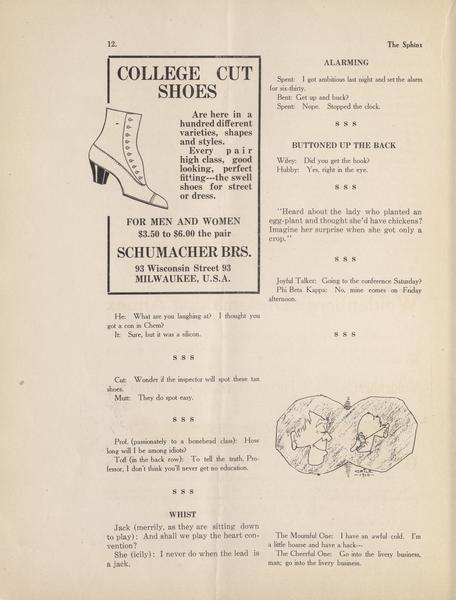 12.
The Sphinx
COLLEGE CUT
SHOES
Are here in a
hundred different
varieties, shapes
and styles.
Every pair
high class, good
looking, perfect
fitting---the swell
shoes for street
or dress.
FOR MEN AND WOMEN
$3.50 to $6.00 the pair
SCHUMACHER BRS.
93 Wisconsin Street 93
MILWAUKEE, U.S.A.
He: What are you laughing at? I thought you
got a con in Chem?
It: Sure, but it was a silicon.
S S S
Cut: Wonder if the inspector will spot these tan
shoes.
Mutt: They do spot easy.
S S S
Prof. (passionately to a bonehead class): How
long will I be among idiots?
Toff (in the back row): To tell the truth, Pro-
fessor, I don't think you'll never get no education.
S S S
WHIST
Jack (merrily, as they are sitting down
to play): And shall we play the heart con-
vention?
She (icily): I never do when the lead is
a jack.
ALARMING
Spent: I got ambitious last night and set the alarm
for six-thirty.
Bent: Get up and buck?
Spent: Nope. Stopped the clock.
S S S
BUTTONED UP THE BACK
Wifey: Did you get the hook?
Hubby: Yes, right in the eye.
S S S
"Heard about the lady who planted an
egg-plant and thought she'd have chickens?
Imagine her surprise when she got only a
crop."
S S S
Joyful Talker: Going to the conference Saturday?
Phi Beta Kappa: No, mine comes on Friday
afternoon.
S S S
The Mournful One: I have an awful cold. I'm
a little hoarse and have a hack---
The Cheerful One: Go into the livery business,
man; go into the livery business.